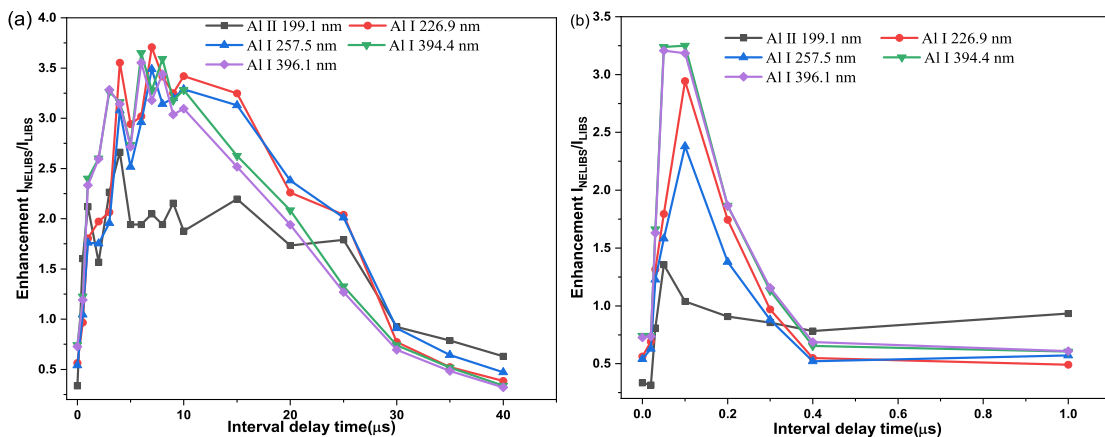 (a)
Al II 199.1 nm
Al I 226.9 nm
Al I 257.5 nm
Al I 394.4 nm
Al I 396.1 nm
Enhancement I_NELIBS/I_LIBS
4.0
3.5
3.0
2.5
2.0
1.5
1.0
0.5
0
10
20
30
40
Interval delay time(μs)
(b)
Al II 199.1 nm
Al I 226.9 nm
Al I 257.5 nm
Al I 394.4 nm
Al I 396.1 nm
Enhancement I_NELIBS/I_LIBS
3.5
3.0
2.5
2.0
1.5
1.0
0.5
0.0
0.2
0.4
0.6
0.8
1.0
Interval delay time(μs)